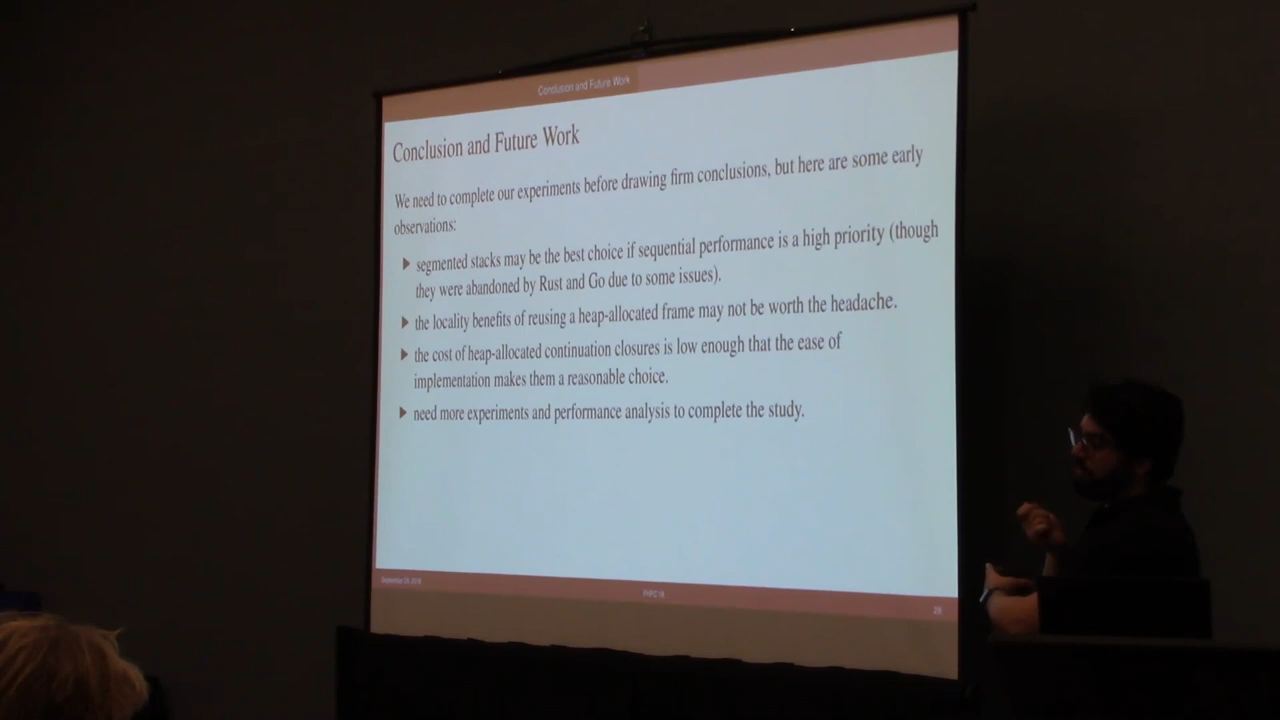 Conclusion and Future Work
Conclusion and Future Work
We need to complete our experiments before drawing firm conclusions, but here are some early
observations:
segmented stacks may be the best choice if sequential performance is a high priority (though
they were abandoned by Rust and Go due to some issues).
the locality benefits of reusing a heap-allocated frame may not be worth the headache.
the cost of heap-allocated continuation closures is low enough that the ease of
implementation makes them a reasonable choice.
need more experiments and performance analysis to complete the study.